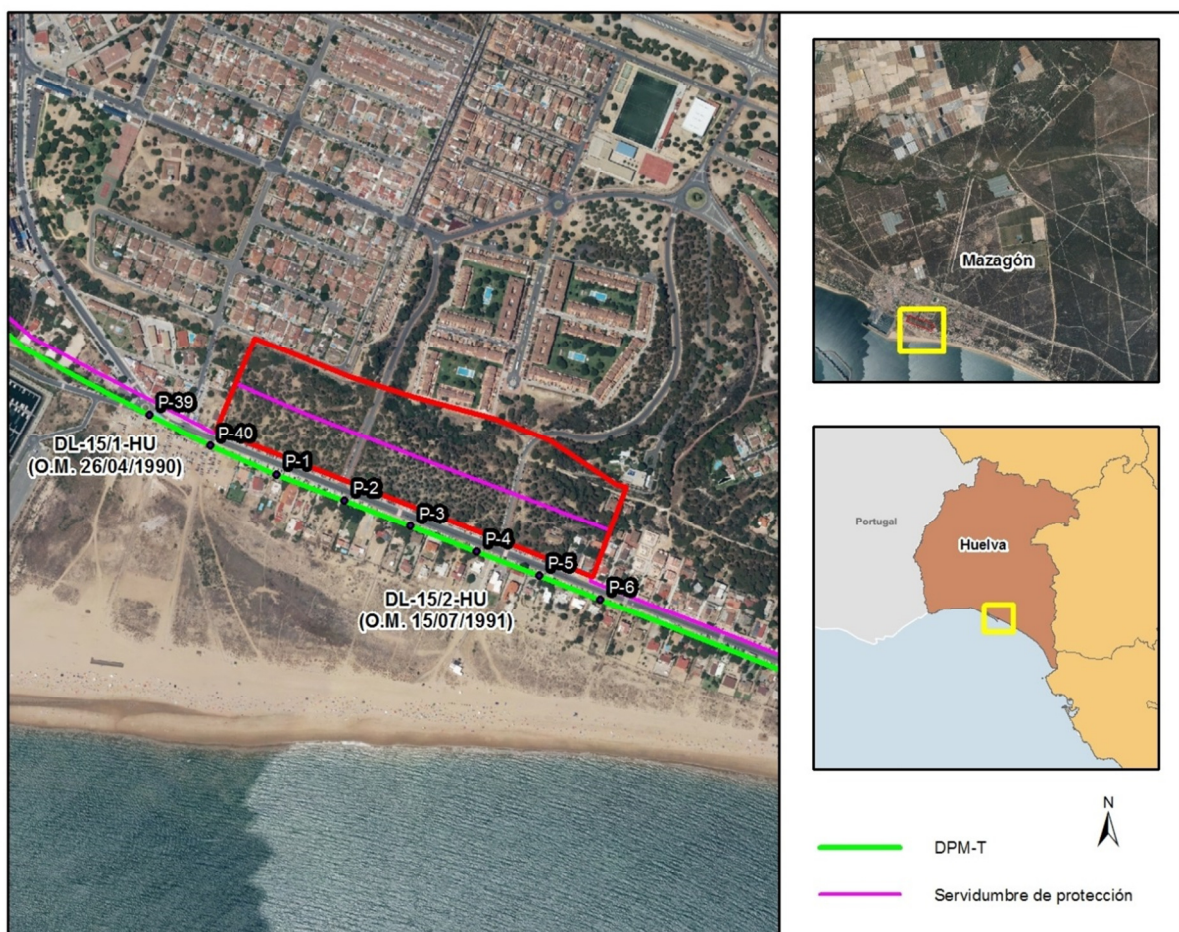 P-39
P-40
DL-15/1-HU
(O.M. 26/04/1990)
P-1
P-2
P-3
P-4
P-5
P-6
DL-15/2-HU
(O.M. 15/07/1991)
Mazagón
Portugal
Huelva
N
DPM-T
Servidumbre de protección